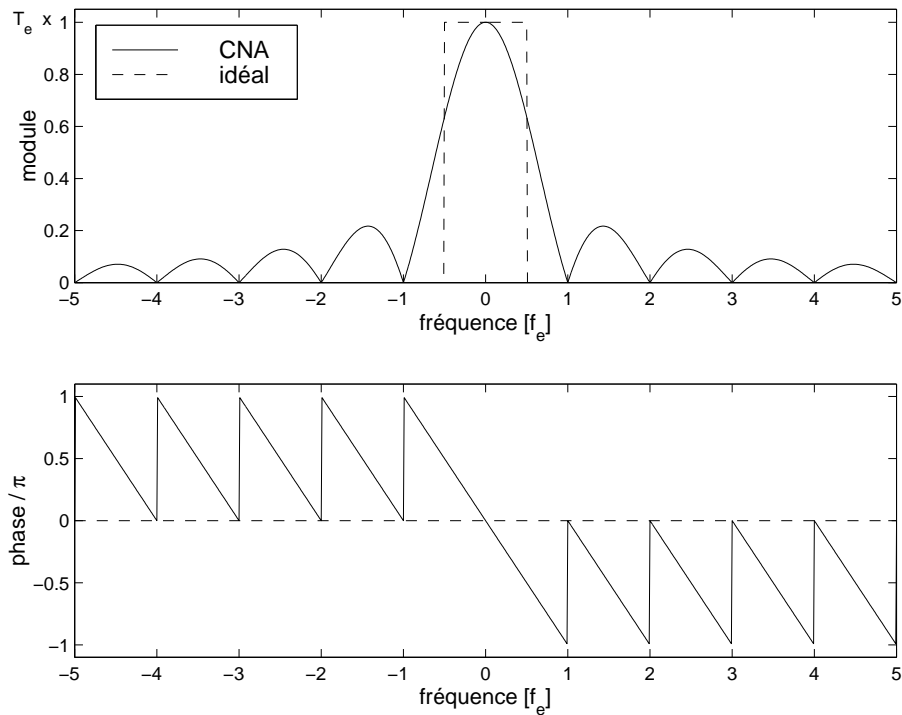 T_e x 1
CNA
idéal
0.8
0.6
0.4
0.2
0
module
−5 −4 −3 −2 −1 0 1 2 3 4 5
fréquence [f_e]
1
0.5
0
−0.5
−1
phase / π
−5 −4 −3 −2 −1 0 1 2 3 4 5
fréquence [f_e]